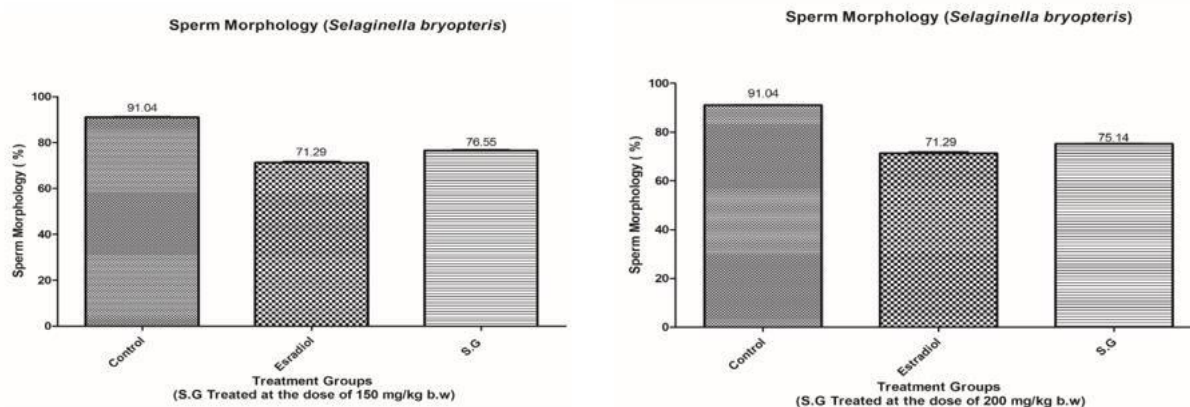 Sperm Morphology (Selaginella bryopteris)
Sperm Morphology ( %)
100
80
60
40
20
0
91.04
71.29
76.55
Control
Esradiol
S.G
Treatment Groups
(S.G Treated at the dose of 150 mg/kg b.w)
Sperm Morphology (Selaginella bryopteris)
Sperm Morphology (%)
100
80
60
40
20
0
91.04
71.29
75.14
Control
Estradiol
S.G
Treatment Groups
(S.G Treated at the dose of 200 mg/kg b.w)